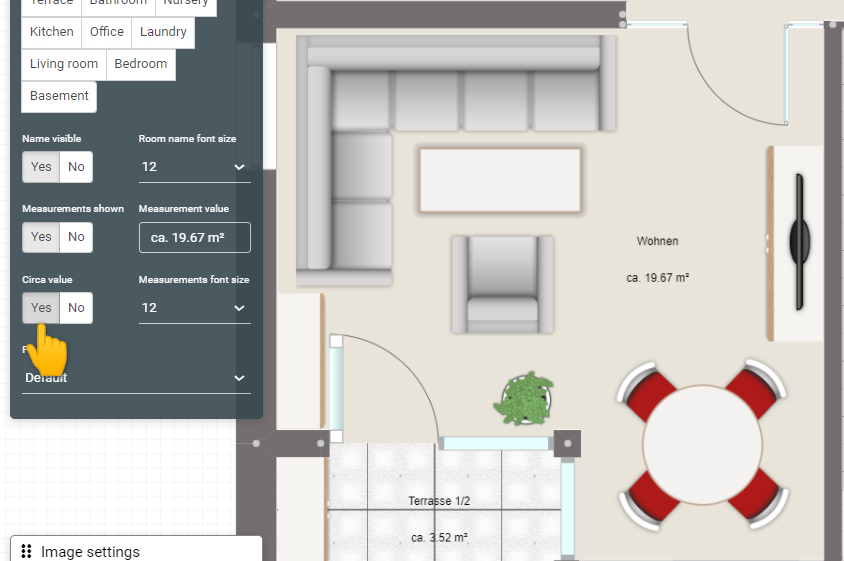 Terrace Bathroom Nursery
Kitchen Office Laundry
Living room Bedroom
Basement
Name visible Room name font size
Yes No 12
Measurements shown Measurement value
Yes No ca. 19.67 m²
Circa value Measurements font size
Yes No 12
Default
Image settings
Wohnen
ca. 19.67 m²
Terrasse 1/2
ca. 3.52 m²